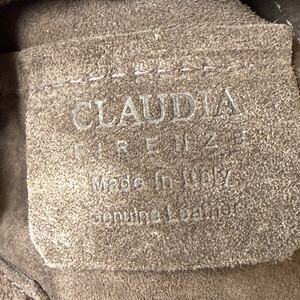 CLAUDIA
FIRENZE
Made In Italy
Genuine Leather